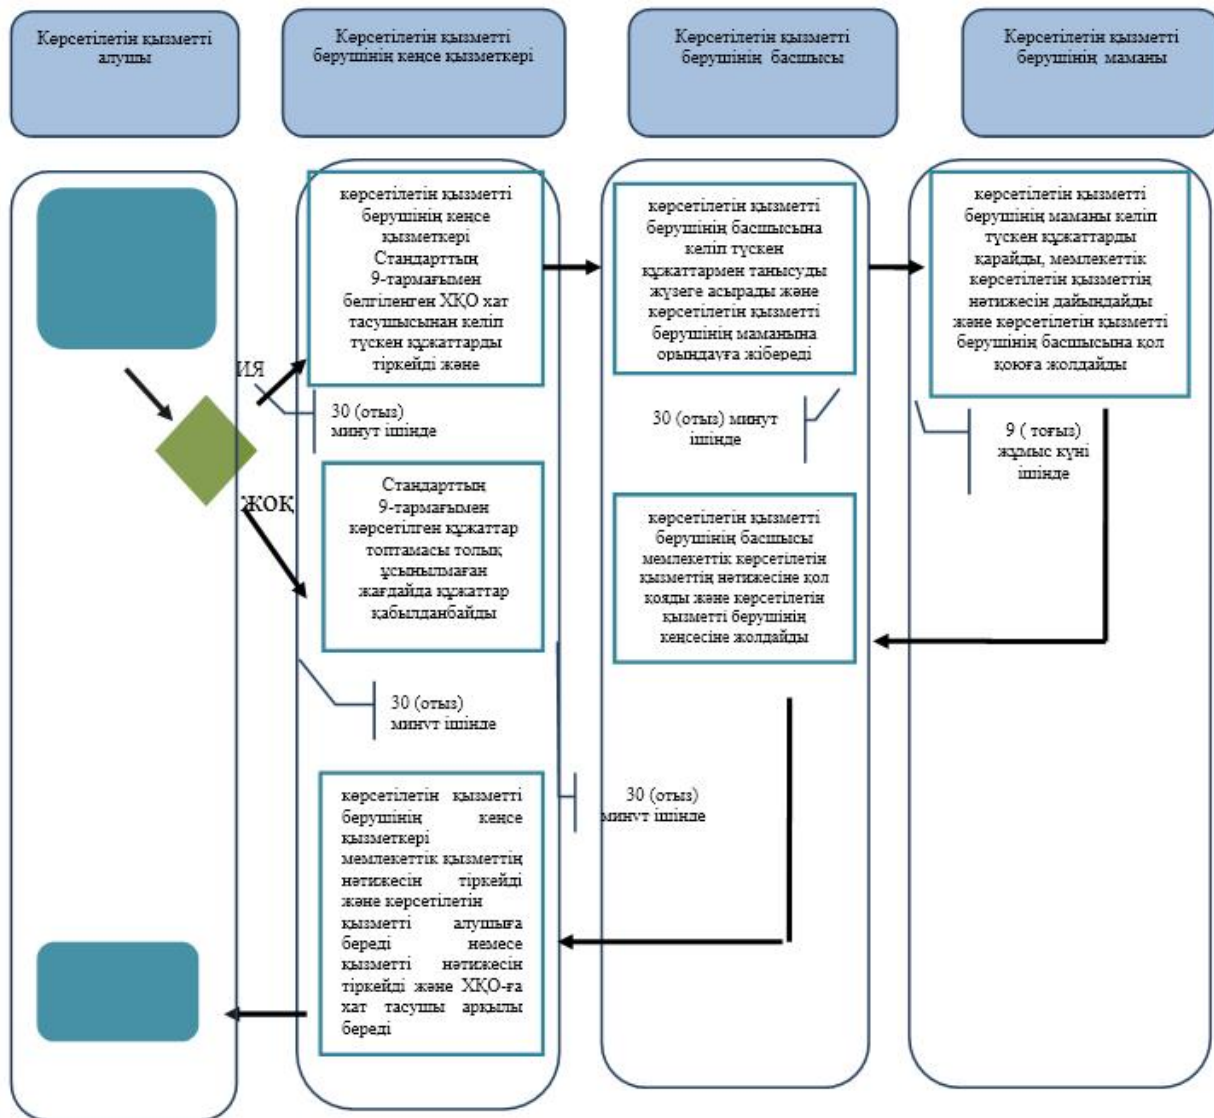 Көрсетілетін қызметті
алушы
Көрсетілетін қызметті
берушінің кеңсе қызметкері
Көрсетілетін қызметті
берушінің басшысы
Көрсетілетін қызметті
берушінің маманы
көрсетілетін қызметті
берушінің кеңсе
қызметкері
Стандарттың
9-тармағымен
белгіленген ХҚО хат
тасушысынан келіп
түскен құжаттарды
тіркейді және
көрсетілетін қызметті
берушінің басшысына
келіп түскен
құжаттармен танысуды
жүзеге асырады және
көрсетілетін қызметті
берушінің маманына
орындауға жібереді
көрсетілетін қызметті
берушінің маманы келіп
түскен құжаттарды
қарайды, мемлекеттік
көрсетілетін қызметтің
нәтижесін дайындайды
және көрсетілетін қызметті
берушінің басшысына қол
қоюға жолдайды
ИЯ
30 (отыз)
минут ішінде
30 (отыз) минут
ішінде
9 ( тоғыз)
жұмыс күні
ішінде
ЖОҚ
Стандарттың
9-тармағымен
көрсетілген құжаттар
топтамасы толық
ұсынылмаған
жағдайда құжаттар
қабылданбайды
көрсетілетін қызметті
берушінің басшысы
мемлекеттік көрсетілетін
қызметтің нәтижесіне қол
қояды және көрсетілетін
қызметті берушінің
кеңсесіне жолдайды
30 (отыз)
минут ішінде
30 (отыз)
минут ішінде
көрсетілетін қызметті
берушінің кеңсе
қызметкері
мемлекеттік қызметтің
нәтижесін тіркейді
және көрсетілетін
қызметті алушыға
береді немесе
қызметті нәтижесін
тіркейді және ХҚО-ға
хат тасушы арқылы
береді